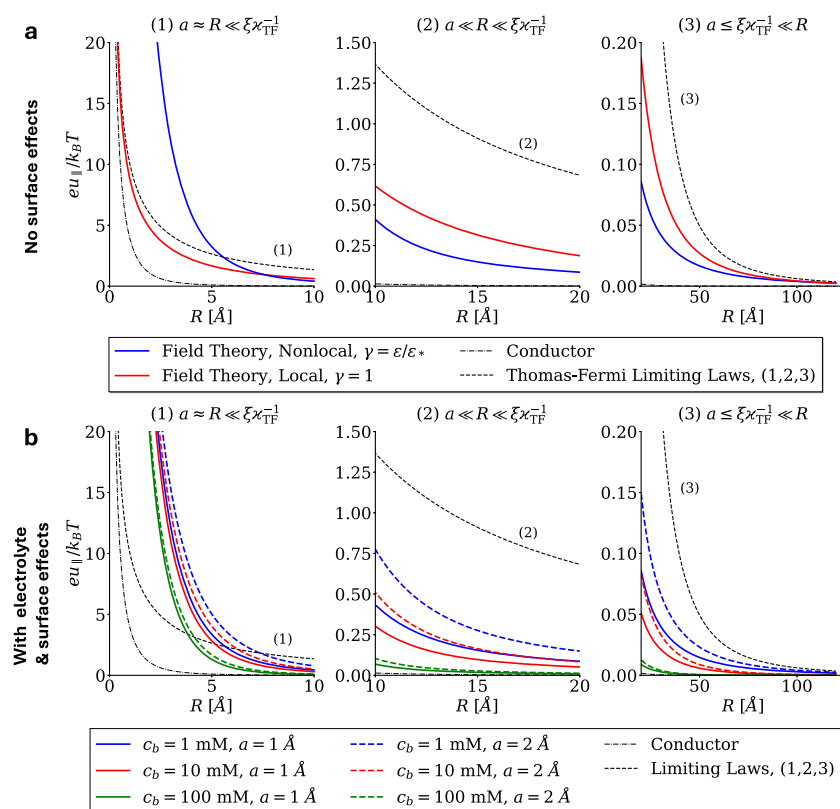 a
(1) a ≈ R ≪ ξϰ_TF^−1
(2) a ≪ R ≪ ξϰ_TF^−1
(3) a ≤ ξϰ_TF^−1 ≪ R
No surface effects
eu_∥/k_BT
20
15
10
5
0
(1)
0 5 10
R [Å]
1.50
1.25
1.00
0.75
0.50
0.25
0.00
(2)
10 15 20
R [Å]
0.20
0.15
0.10
0.05
0.00
(3)
50 100
R [Å]
Field Theory, Nonlocal, γ = ε/ε*
Field Theory, Local, γ = 1
Conductor
Thomas-Fermi Limiting Laws, (1,2,3)
b
(1) a ≈ R ≪ ξϰ_TF^−1
(2) a ≪ R ≪ ξϰ_TF^−1
(3) a ≤ ξϰ_TF^−1 ≪ R
With electrolyte
& surface effects
eu_∥/k_BT
20
15
10
5
0
(1)
0 5 10
R [Å]
1.50
1.25
1.00
0.75
0.50
0.25
0.00
(2)
10 15 20
R [Å]
0.20
0.15
0.10
0.05
0.00
(3)
50 100
R [Å]
c_b = 1 mM, a = 1 Å
c_b = 10 mM, a = 1 Å
c_b = 100 mM, a = 1 Å
c_b = 1 mM, a = 2 Å
c_b = 10 mM, a = 2 Å
c_b = 100 mM, a = 2 Å
Conductor
Limiting Laws, (1,2,3)